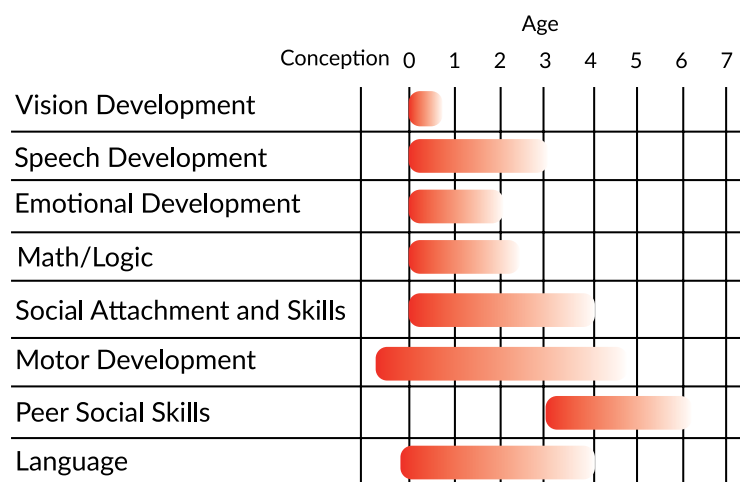 Age
Conception 0 1 2 3 4 5 6 7
Vision Development
Speech Development
Emotional Development
Math/Logic
Social Attachment and Skills
Motor Development
Peer Social Skills
Language